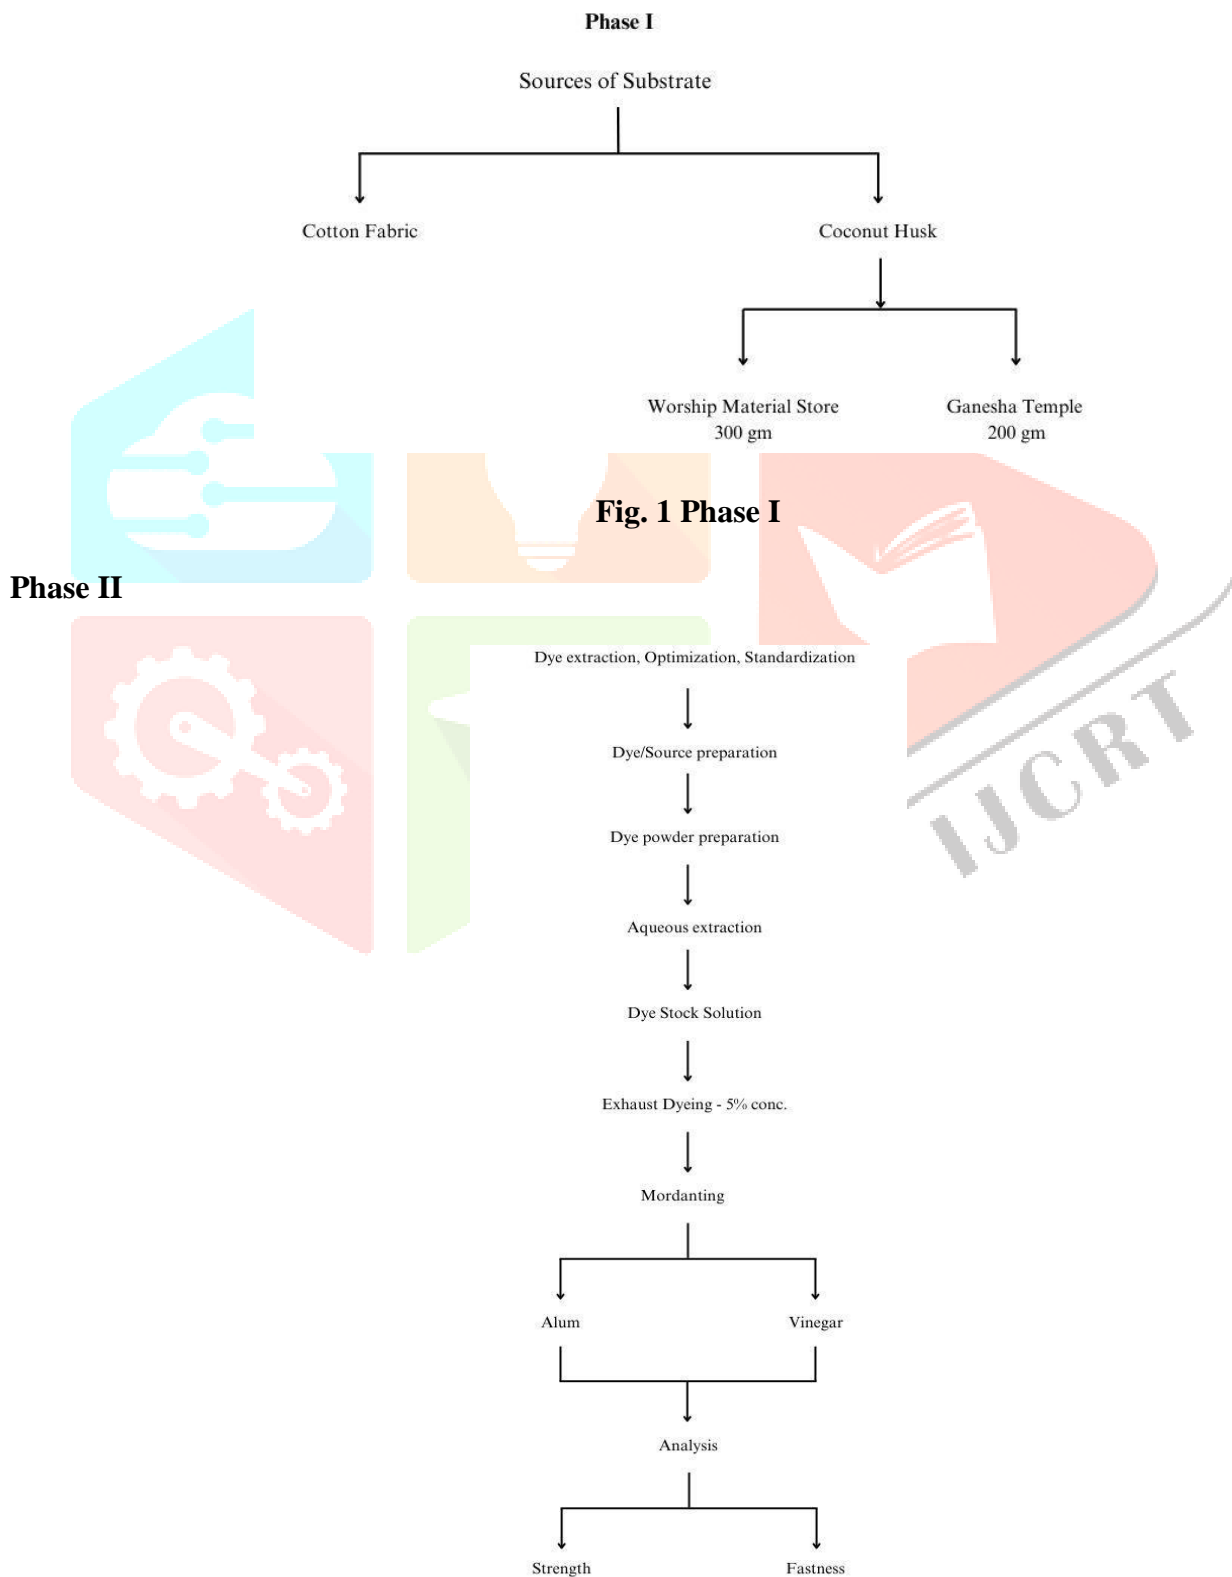 Phase I
Sources of Substrate
Cotton Fabric
Coconut Husk
Worship Material Store
300 gm
Ganesha Temple
200 gm
Fig. 1 Phase I
Phase II
Dye extraction, Optimization, Standardization
Dye/Source preparation
Dye powder preparation
Aqueous extraction
Dye Stock Solution
Exhaust Dyeing - 5% conc.
Mordanting
Alum
Vinegar
Analysis
Strength
Fastness
IJCRT